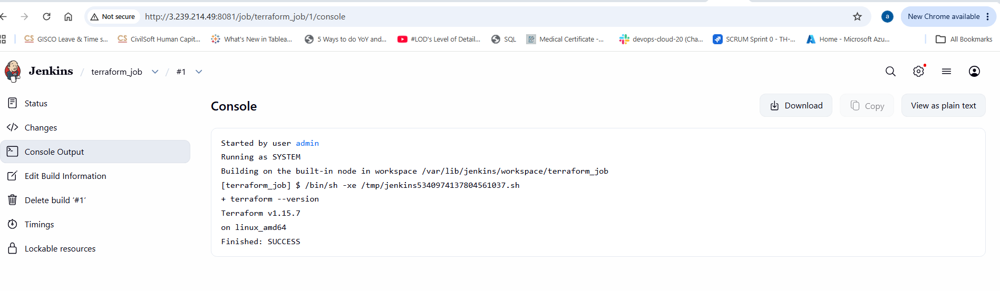 Not secure http://3.239.214.49:8081/job/terraform_job/1/console a New Chrome available
CS GISCO Leave & Time s... CS CivilSoft Human Capit... What's New in Tablea... 5 Ways to do YoY and... #LOD's Level of Detail... SQL Medical Certificate -... devops-cloud-20 (Cha... SCRUM Sprint 0 - TH-... Home - Microsoft Azu... All Bookmarks
Jenkins / terraform_job / #1
Status
Changes
Console Output
Edit Build Information
Delete build ‘#1’
Timings
Lockable resources
Console
Download Copy View as plain text
Started by user admin
Running as SYSTEM
Building on the built-in node in workspace /var/lib/jenkins/workspace/terraform_job
[terraform_job] $ /bin/sh -xe /tmp/jenkins5340974137804561037.sh
+ terraform --version
Terraform v1.15.7
on linux_amd64
Finished: SUCCESS